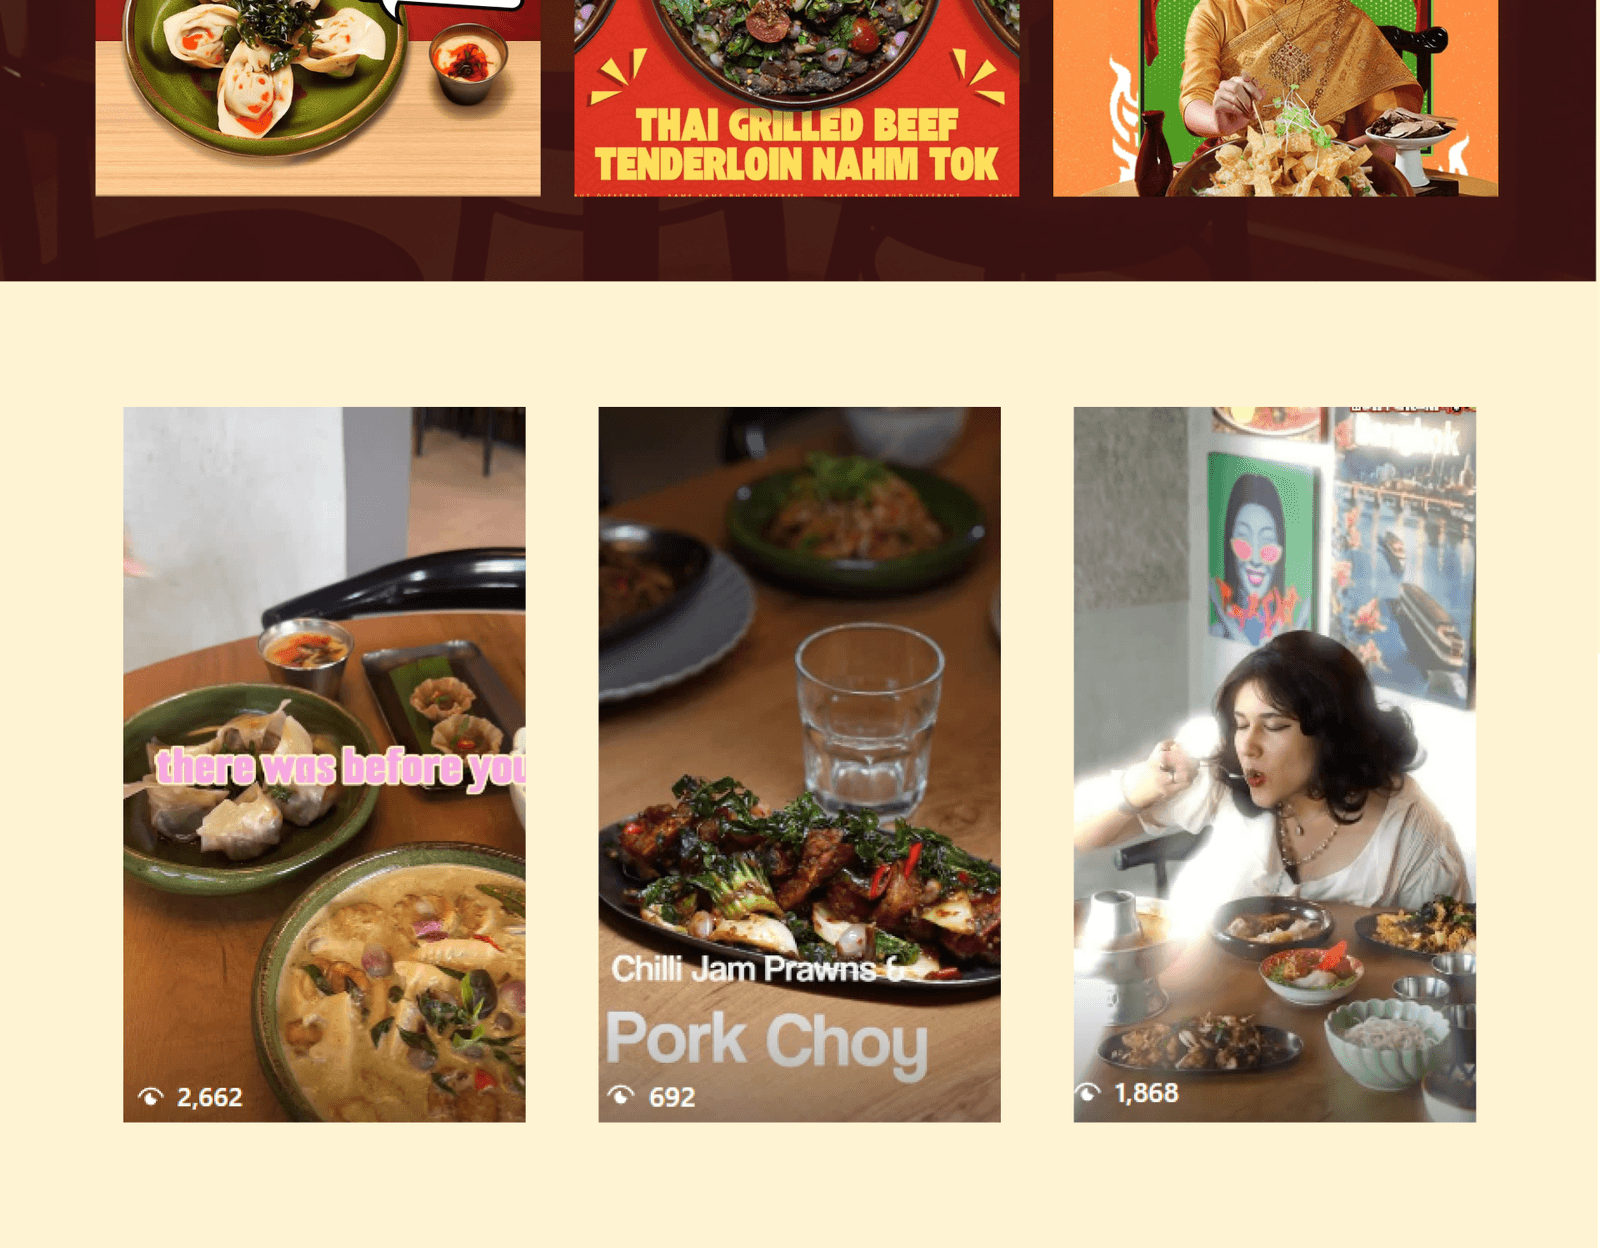 THAI GRILLED BEEF
TENDERLOIN NAHM TOK
there was before you
Chilli Jam Prawns &
Pork Choy
2,662
692
1,868